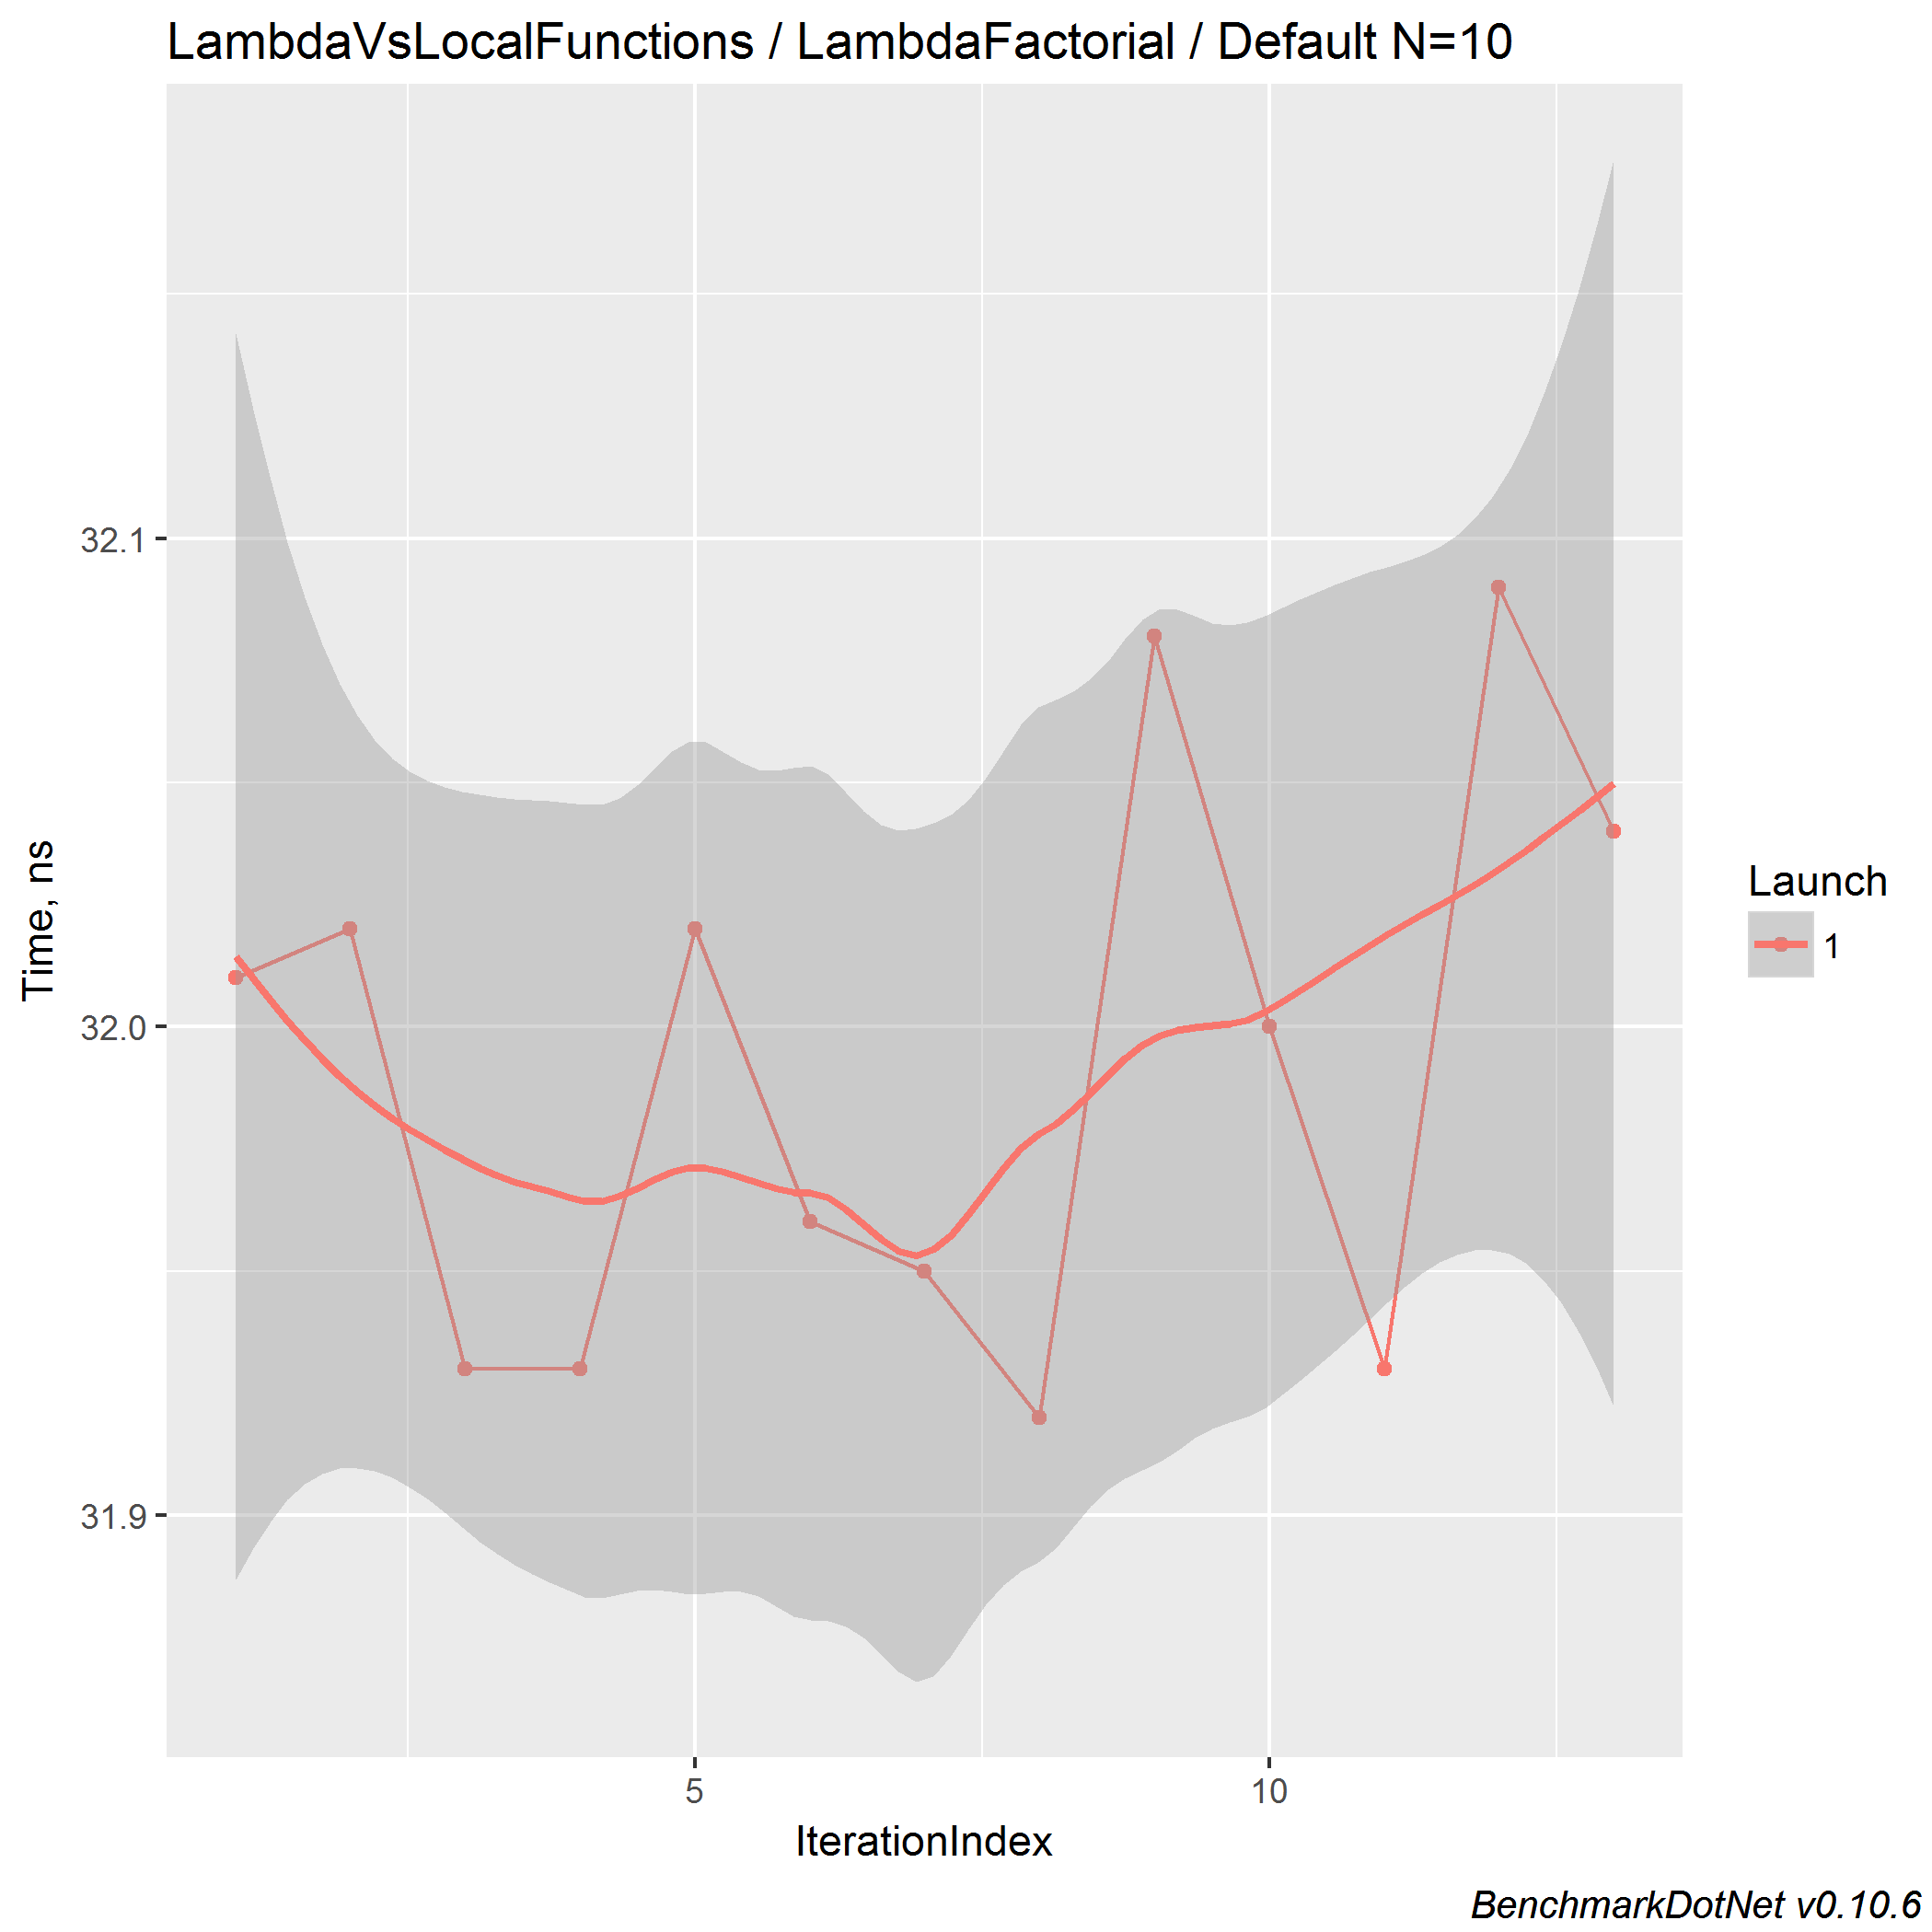 LambdaVsLocalFunctions / LambdaFactorial / Default N=10
Time, ns
32.1
32.0
31.9
5
10
IterationIndex
Launch
1
BenchmarkDotNet v0.10.6